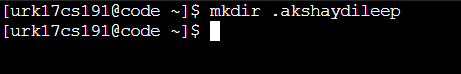 [urk17cs191@code ~]$ mkdir .akshaydileep
[urk17cs191@code ~]$